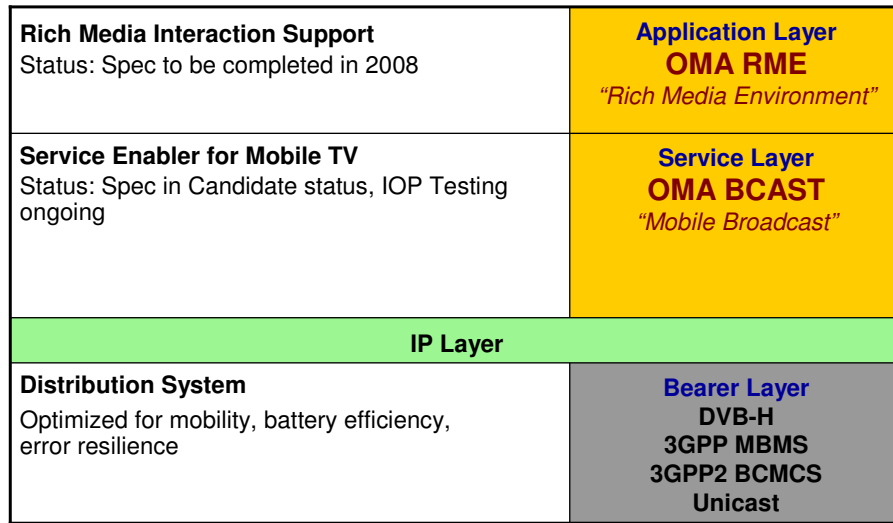 Rich Media Interaction Support
Status: Spec to be completed in 2008
Application Layer
OMA RME
“Rich Media Environment”
Service Enabler for Mobile TV
Status: Spec in Candidate status, IOP Testing
ongoing
Service Layer
OMA BCAST
“Mobile Broadcast”
IP Layer
Distribution System
Optimized for mobility, battery efficiency,
error resilience
Bearer Layer
DVB-H
3GPP MBMS
3GPP2 BCMCS
Unicast